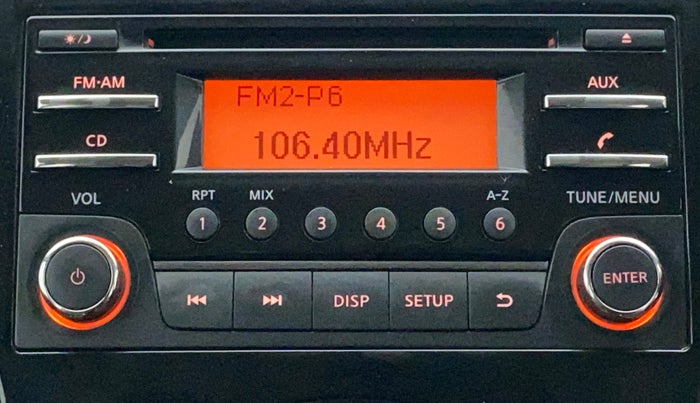 FM·AM
CD
FM2-P6
106.40MHz
AUX
VOL
RPT
MIX
A-Z
TUNE/MENU
1
2
3
4
5
6
DISP
SETUP
ENTER